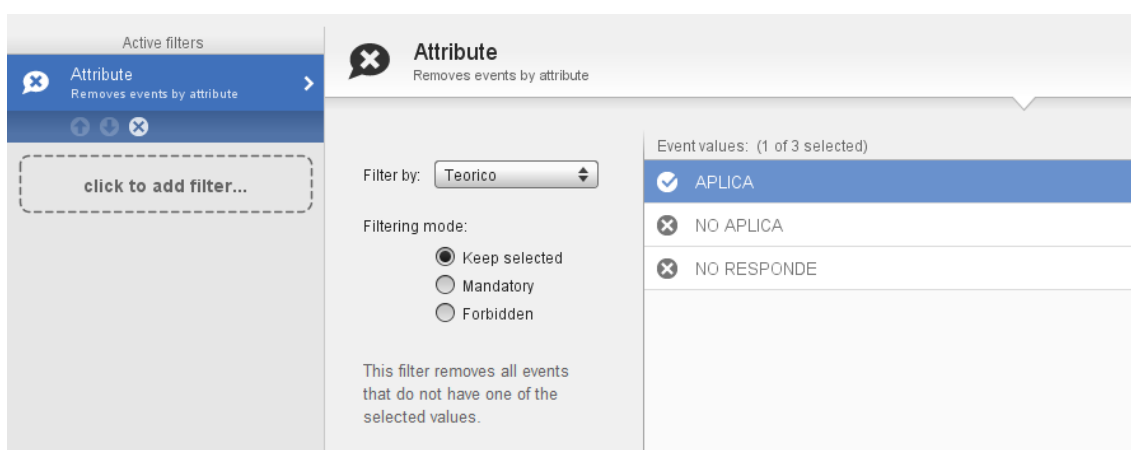 Active filters
Attribute
Removes events by attribute
click to add filter...
Attribute
Removes events by attribute
Filter by: Teorico
Filtering mode:
Keep selected
Mandatory
Forbidden
This filter removes all events
that do not have one of the
selected values.
Event values: (1 of 3 selected)
APLICA
NO APLICA
NO RESPONDE